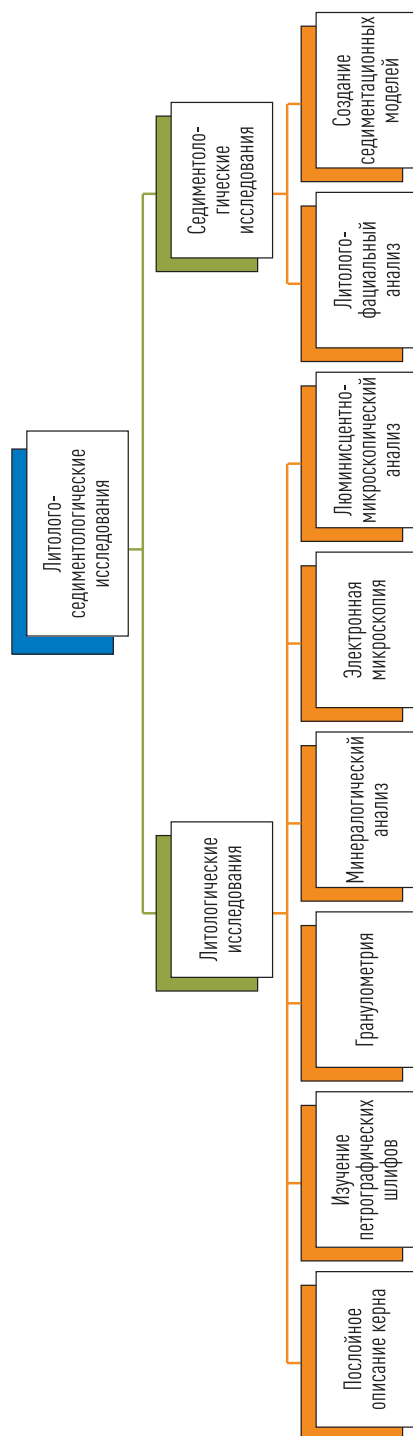 Литолого-
седиментологические
исследования
Литологические
исследования
Седиментоло-
гические
исследования
Послойное
описание керна
Изучение
петрографических
шлифов
Гранулометрия
Минералогический
анализ
Электронная
микроскопия
Люминисцентно-
микроскопический
анализ
Литолого-
фациальный
анализ
Создание
седиментационных
моделей